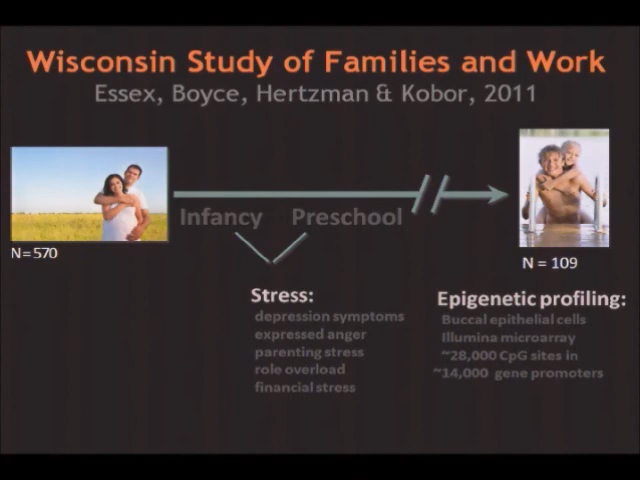 Wisconsin Study of Families and Work
Essex, Boyce, Hertzman & Kobor, 2011
Infancy Preschool
N= 570
N = 109
Stress:
depression symptoms
expressed anger
parenting stress
role overload
financial stress
Epigenetic profiling:
Buccal epithelial cells
Illumina microarray
~28,000 CpG sites in
~14,000 gene promoters